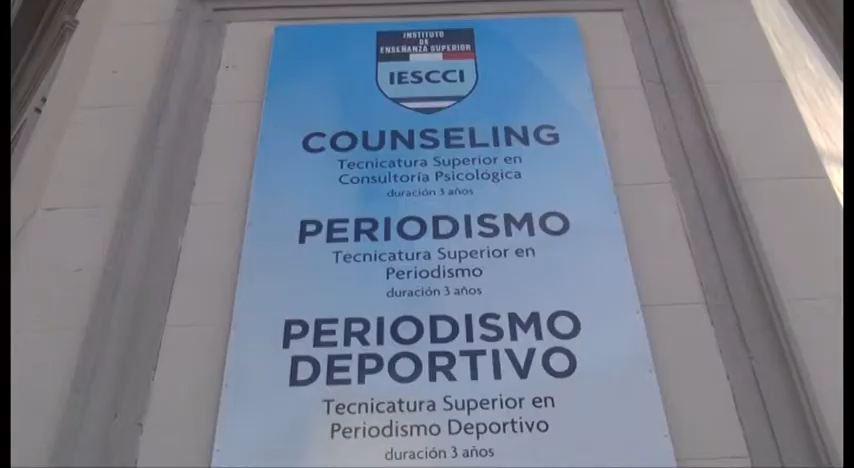 INSTITUTO
DE
ENSEÑANZA SUPERIOR
IESCCI
COUNSELING
Tecnicatura Superior en
Consultoría Psicológica
duración 3 años
PERIODISMO
Tecnicatura Superior en
Periodismo
duración 3 años
PERIODISMO
DEPORTIVO
Tecnicatura Superior en
Periodismo Deportivo
duración 3 años